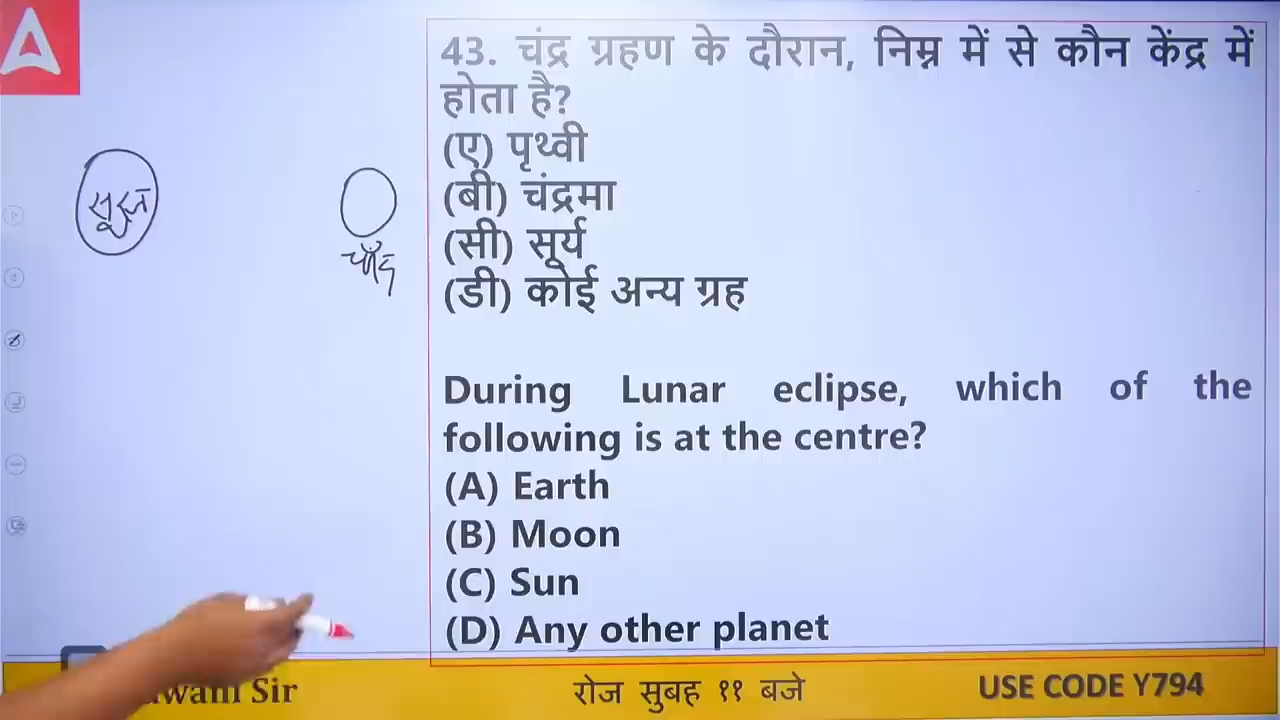 43. चंद्र ग्रहण के दौरान, निम्न में से कौन केंद्र में
होता है?
(ए) पृथ्वी
(बी) चंद्रमा
(सी) सूर्य
(डी) कोई अन्य ग्रह
सूरज
चाँद
During Lunar eclipse, which of the
following is at the centre?
(A) Earth
(B) Moon
(C) Sun
(D) Any other planet
Sir
रोज सुबह ११ बजे
USE CODE Y794